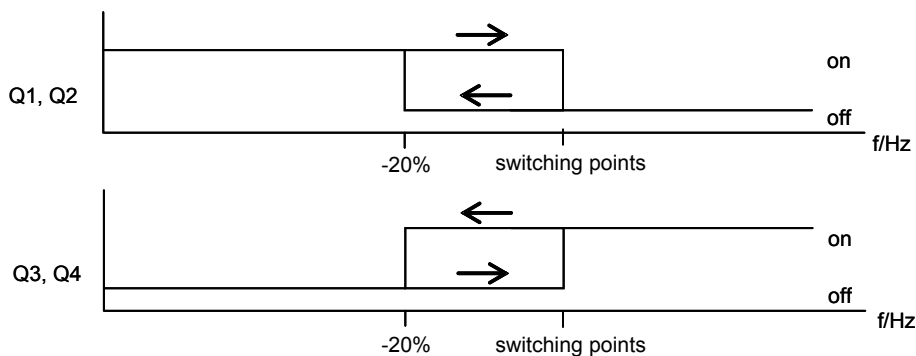 on
Q1, Q2
off
f/Hz
-20%
switching points
on
Q3, Q4
off
f/Hz
-20%
switching points